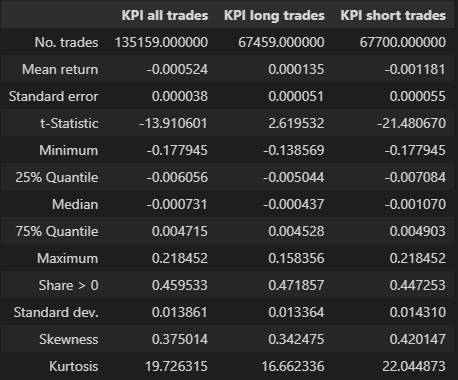 KPI all trades KPI long trades KPI short trades
No. trades 135159.000000 67459.000000 67700.000000
Mean return -0.000524 0.000135 -0.001181
Standard error 0.000038 0.000051 0.000055
t-Statistic -13.910601 2.619532 -21.480670
Minimum -0.177945 -0.138569 -0.177945
25% Quantile -0.006056 -0.005044 -0.007084
Median -0.000731 -0.000437 -0.001070
75% Quantile 0.004715 0.004528 0.004903
Maximum 0.218452 0.158356 0.218452
Share > 0 0.459533 0.471857 0.447253
Standard dev. 0.013861 0.013364 0.014310
Skewness 0.375014 0.342475 0.420147
Kurtosis 19.726315 16.662336 22.044873